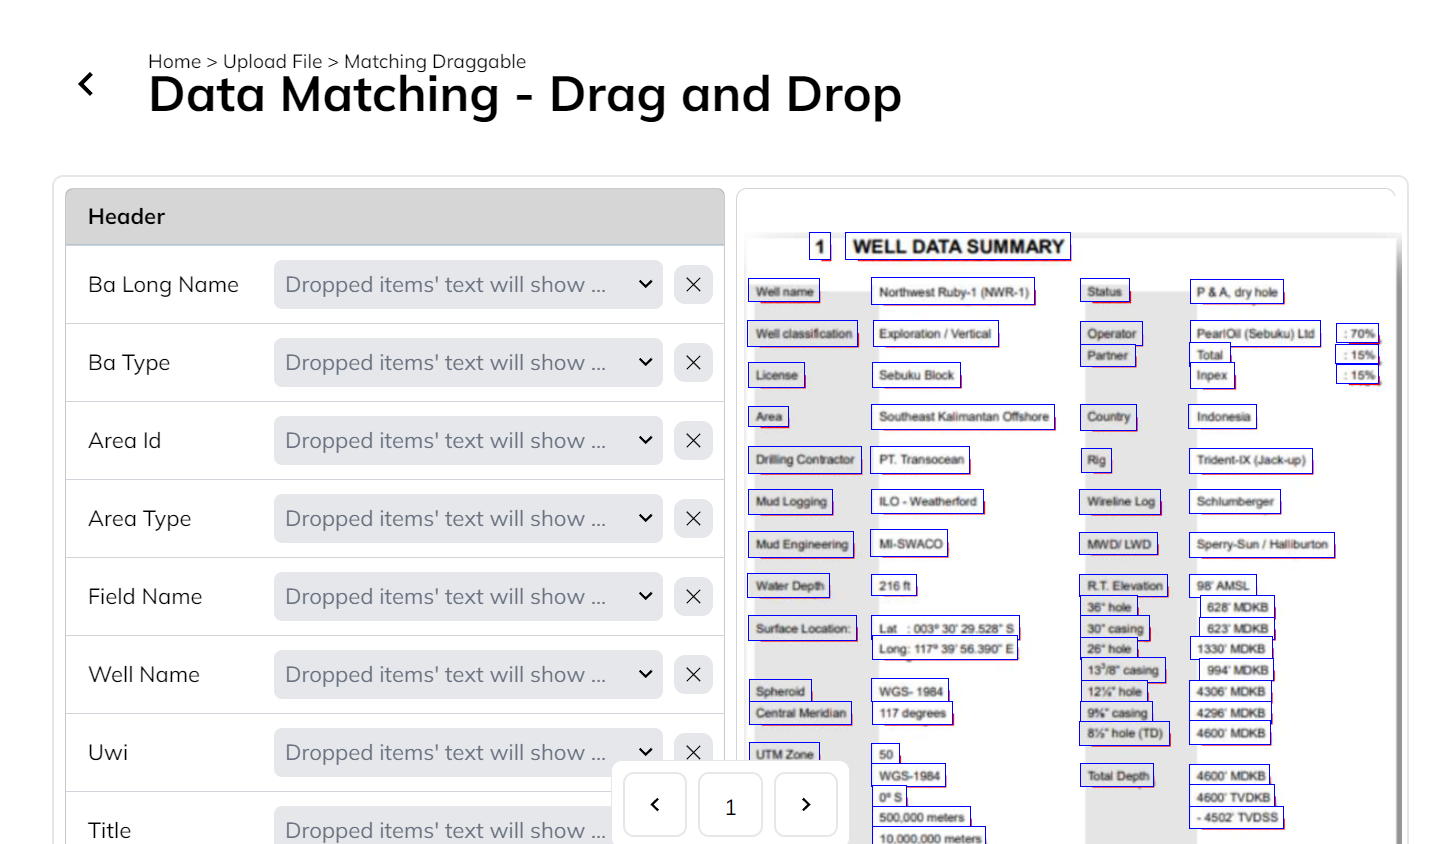 Home > Upload File > Matching Draggable
Data Matching - Drag and Drop
Header
Ba Long Name
Dropped items' text will show ...
Ba Type
Dropped items' text will show ...
Area Id
Dropped items' text will show ...
Area Type
Dropped items' text will show ...
Field Name
Dropped items' text will show ...
Well Name
Dropped items' text will show ...
Uwi
Dropped items' text will show ...
Title
Dropped items' text will show ...
1
1 WELL DATA SUMMARY
Well name Northwest Ruby-1 (NWR-1) Status P & A, dry hole
Well classification Exploration / Vertical Operator PearlOil (Sebuku) Ltd : 70%
Partner Total : 15%
License Sebuku Block Inpex : 15%
Area Southeast Kalimantan Offshore Country Indonesia
Drilling Contractor PT. Transocean Rig Trident-IX (Jack-up)
Mud Logging ILO - Weatherford Wireline Log Schlumberger
Mud Engineering MI-SWACO MWD/ LWD Sperry-Sun / Halliburton
Water Depth 216 ft R.T. Elevation 98' AMSL
36" hole 628' MDKB
Surface Location: Lat : 003º 30' 29.528" S 30" casing 623' MDKB
Long: 117º 39' 56.390" E 26" hole 1330' MDKB
13³/8" casing 994' MDKB
Spheroid WGS- 1984 12¼" hole 4306' MDKB
Central Meridian 117 degrees 9⅝" casing 4296' MDKB
8½" hole (TD) 4600' MDKB
UTM Zone 50
WGS-1984 Total Depth 4600' MDKB
0º S 4600' TVDKB
500,000 meters - 4502' TVDSS
10,000,000 meters